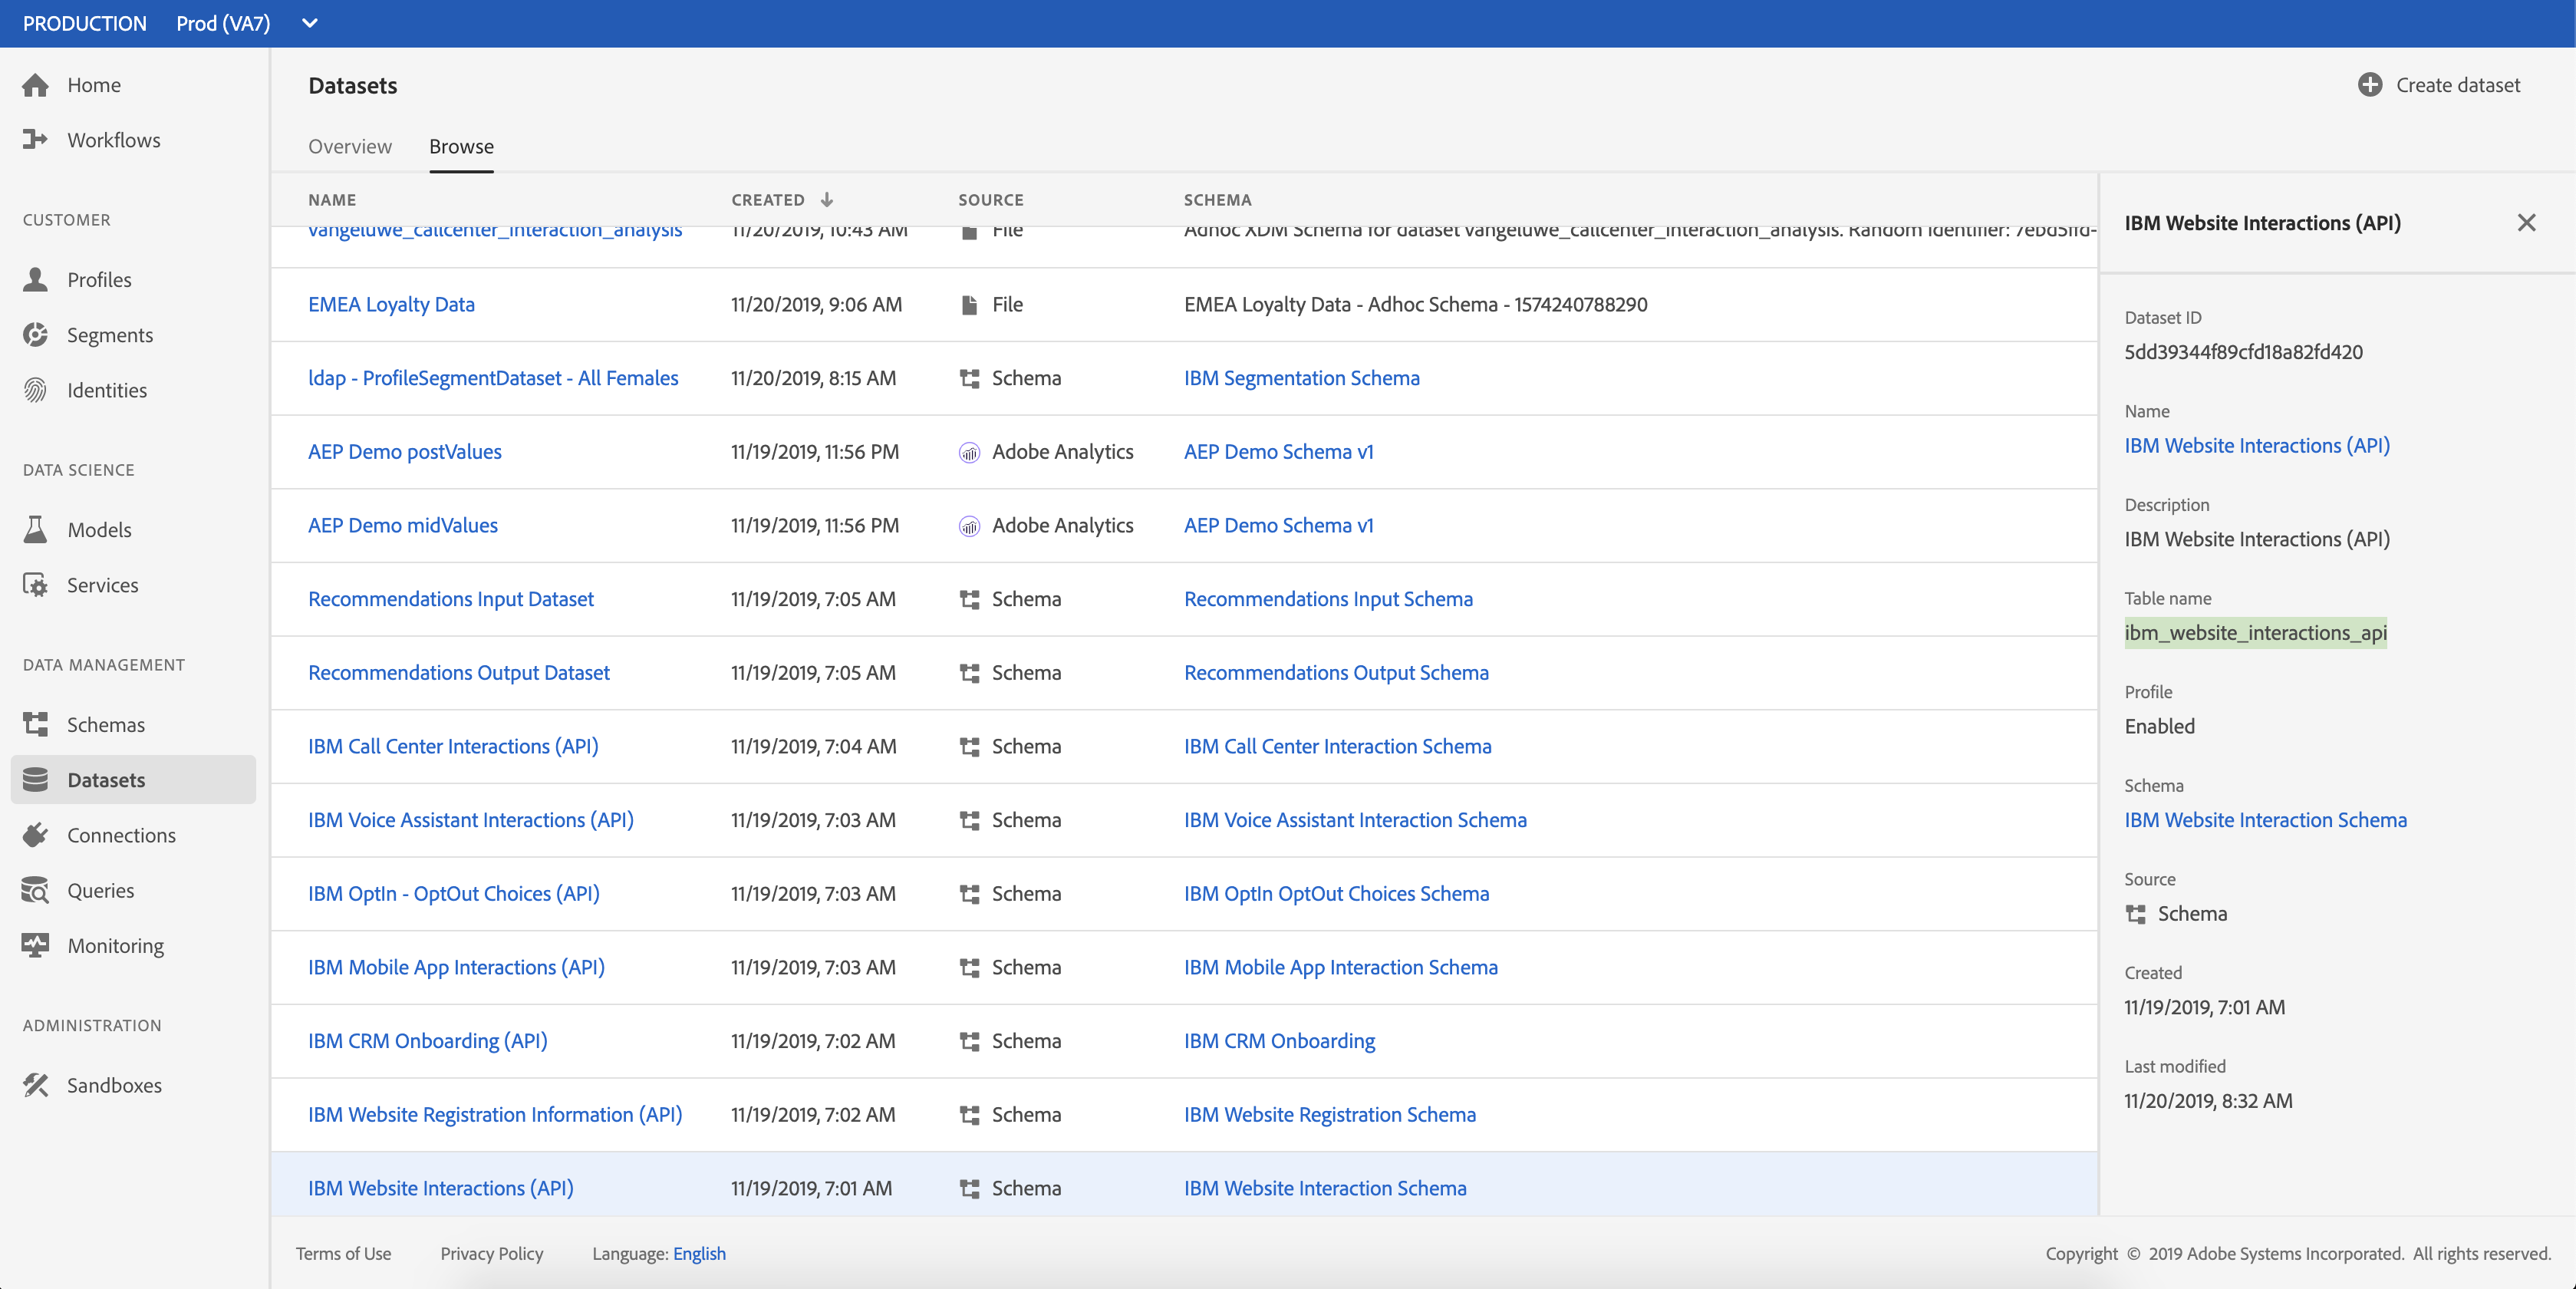 PRODUCTION Prod (VA7)
Home
Workflows
CUSTOMER
Profiles
Segments
Identities
DATA SCIENCE
Models
Services
DATA MANAGEMENT
Schemas
Datasets
Connections
Queries
Monitoring
ADMINISTRATION
Sandboxes
Datasets
Create dataset
Overview Browse
NAME CREATED SOURCE SCHEMA
vangeluwe_callcenter_interaction_analysis 11/20/2019, 10:43 AM File Adhoc XDM Schema for dataset vangeluwe_callcenter_interaction_analysis. Random identifier: 7ebd5ffd-
EMEA Loyalty Data 11/20/2019, 9:06 AM File EMEA Loyalty Data - Adhoc Schema - 1574240788290
ldap - ProfileSegmentDataset - All Females 11/20/2019, 8:15 AM Schema IBM Segmentation Schema
AEP Demo postValues 11/19/2019, 11:56 PM Adobe Analytics AEP Demo Schema v1
AEP Demo midValues 11/19/2019, 11:56 PM Adobe Analytics AEP Demo Schema v1
Recommendations Input Dataset 11/19/2019, 7:05 AM Schema Recommendations Input Schema
Recommendations Output Dataset 11/19/2019, 7:05 AM Schema Recommendations Output Schema
IBM Call Center Interactions (API) 11/19/2019, 7:04 AM Schema IBM Call Center Interaction Schema
IBM Voice Assistant Interactions (API) 11/19/2019, 7:03 AM Schema IBM Voice Assistant Interaction Schema
IBM OptIn - OptOut Choices (API) 11/19/2019, 7:03 AM Schema IBM OptIn OptOut Choices Schema
IBM Mobile App Interactions (API) 11/19/2019, 7:03 AM Schema IBM Mobile App Interaction Schema
IBM CRM Onboarding (API) 11/19/2019, 7:02 AM Schema IBM CRM Onboarding
IBM Website Registration Information (API) 11/19/2019, 7:02 AM Schema IBM Website Registration Schema
IBM Website Interactions (API) 11/19/2019, 7:01 AM Schema IBM Website Interaction Schema
IBM Website Interactions (API)
Dataset ID
5dd39344f89cfd18a82fd420
Name
IBM Website Interactions (API)
Description
IBM Website Interactions (API)
Table name
ibm_website_interactions_api
Profile
Enabled
Schema
IBM Website Interaction Schema
Source
Schema
Created
11/19/2019, 7:01 AM
Last modified
11/20/2019, 8:32 AM
Terms of Use Privacy Policy Language: English Copyright © 2019 Adobe Systems Incorporated. All rights reserved.